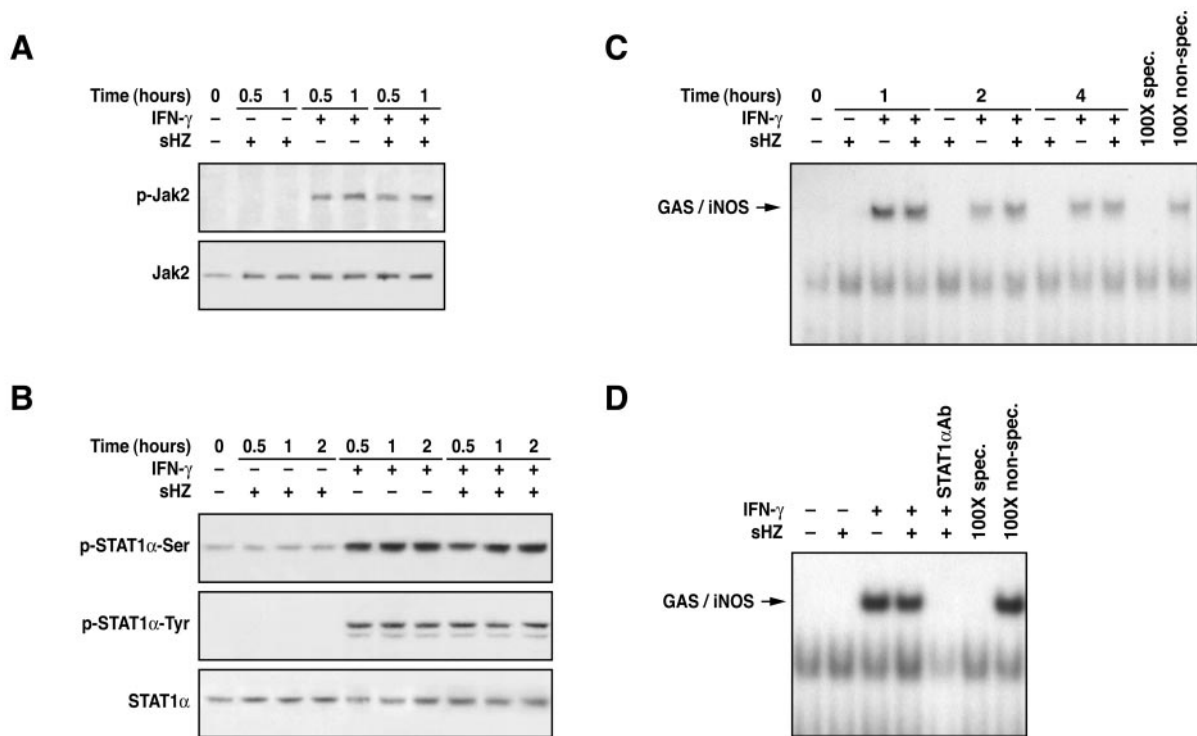 A
Time (hours) 0 0.5 1 0.5 1 0.5 1
IFN-γ – – – + + + +
sHZ – + + – – + +
p-Jak2
Jak2
B
Time (hours) 0 0.5 1 2 0.5 1 2 0.5 1 2
IFN-γ – – – – + + + + + +
sHZ – + + + – – – + + +
p-STAT1α-Ser
p-STAT1α-Tyr
STAT1α
C
100X spec.
100X non-spec.
Time (hours) 0 1 2 4
IFN-γ – – + + – + + – + +
sHZ – + – + + – + + – +
GAS / iNOS
D
STAT1αAb
100X spec.
100X non-spec.
IFN-γ – – + + +
sHZ – + – + +
GAS / iNOS